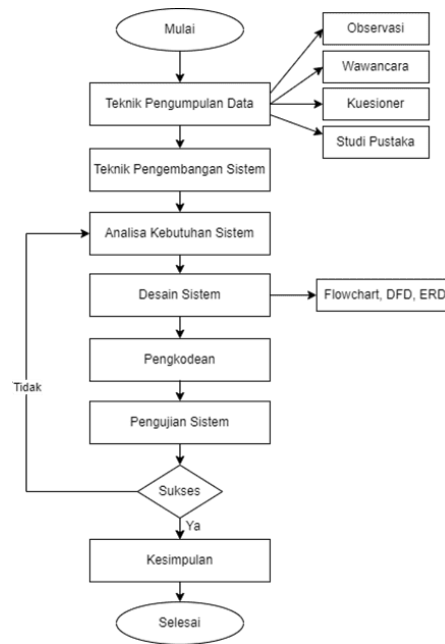 Mulai
Observasi
Wawancara
Teknik Pengumpulan Data
Kuesioner
Studi Pustaka
Teknik Pengembangan Sistem
Analisa Kebutuhan Sistem
Desain Sistem
Flowchart, DFD, ERD
Pengkodean
Tidak
Pengujian Sistem
Sukses
Ya
Kesimpulan
Selesai